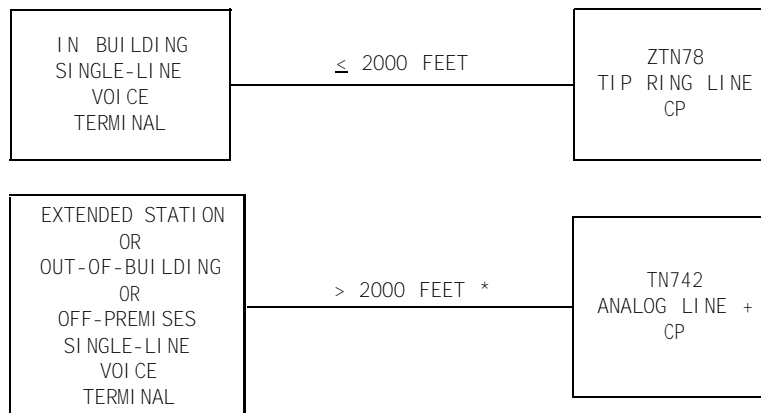 IN BUILDING
SINGLE-LINE
VOICE
TERMINAL
≤ 2000 FEET
ZTN78
TIP RING LINE
CP
EXTENDED STATION
OR
OUT-OF-BUILDING
OR
OFF-PREMISES
SINGLE-LINE
VOICE
TERMINAL
> 2000 FEET *
TN742
ANALOG LINE +
CP